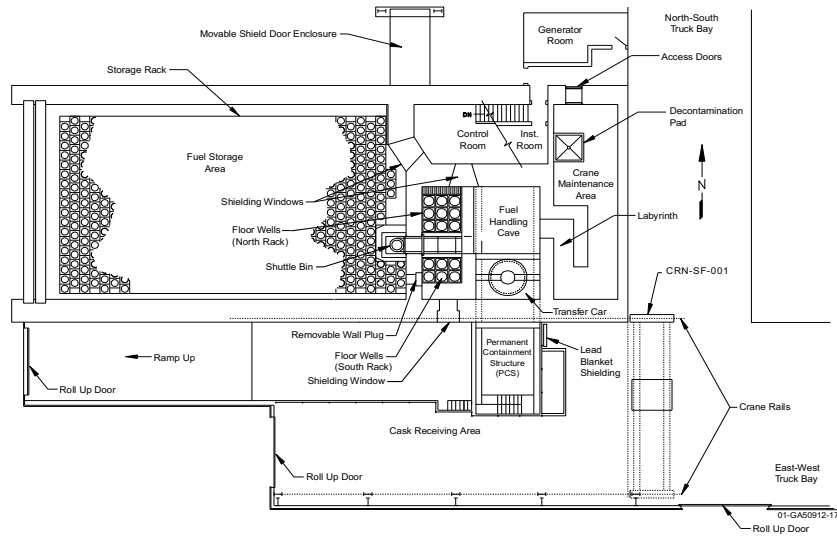 North-South
Truck Bay
Generator
Room
Movable Shield Door Enclosure
Access Doors
Storage Rack
Decontamination
Pad
DN
Control
Room
Inst.
Room
Fuel Storage
Area
Crane
Maintenance
Area
N
Shielding Windows
Fuel
Handling
Cave
Floor Wells
(North Rack)
Labyrinth
Shuttle Bin
CRN-SF-001
Transfer Car
Removable Wall Plug
Ramp Up
Floor Wells
(South Rack)
Permanent
Containment
Structure
(PCS)
Lead
Blanket
Shielding
Shielding Window
Roll Up Door
Crane Rails
Cask Receiving Area
Roll Up Door
East-West
Truck Bay
01-GA50912-17
Roll Up Door